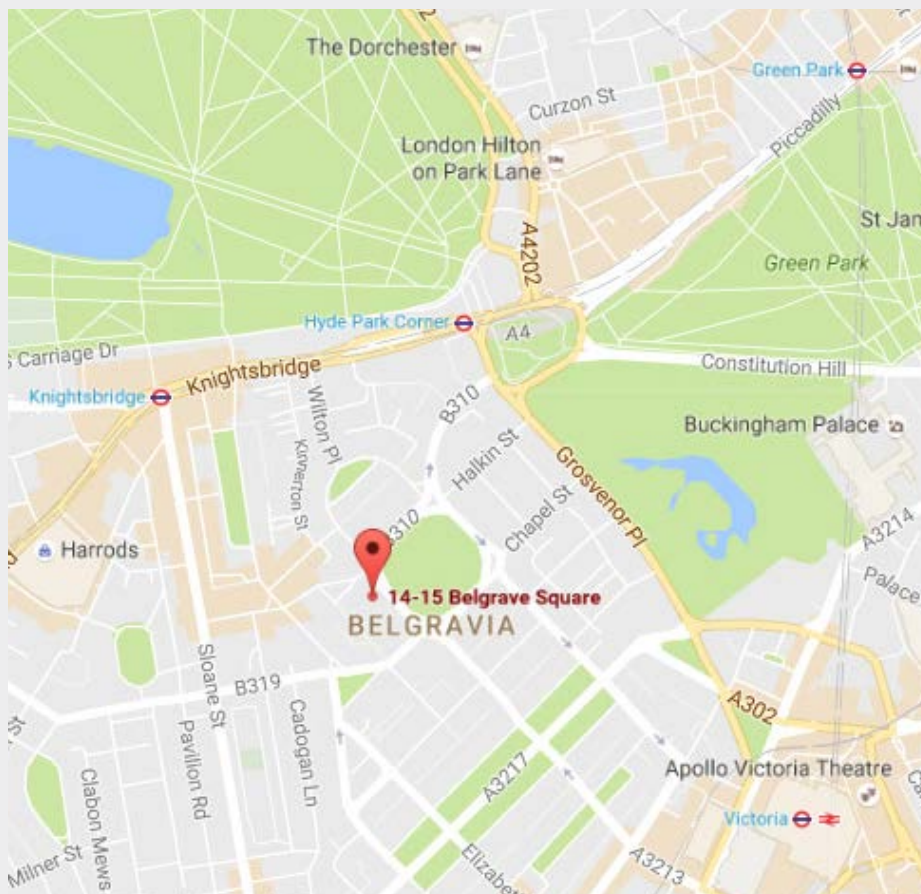 2
The Dorchester
Green Park
Curzon St
Piccadilly
London Hilton
on Park Lane
A4202
St Jan
Green Park
Hyde Park Corner
A4
s Carriage Dr
Knightsbridge
Constitution Hill
Knightsbridge
Wilton Pl
B310
Buckingham Palace
Halkin St
Kinnerton St
Grosvenor Pl
Chapel St
B310
A3214
Harrods
Palace
14-15 Belgrave Square
BELGRAVIA
Sloane St
B319
A302
Pavilion Rd
Cadogan Ln
A3217
Apollo Victoria Theatre
Clabon Mews
Victoria
Milner St
Elizabet
A3213